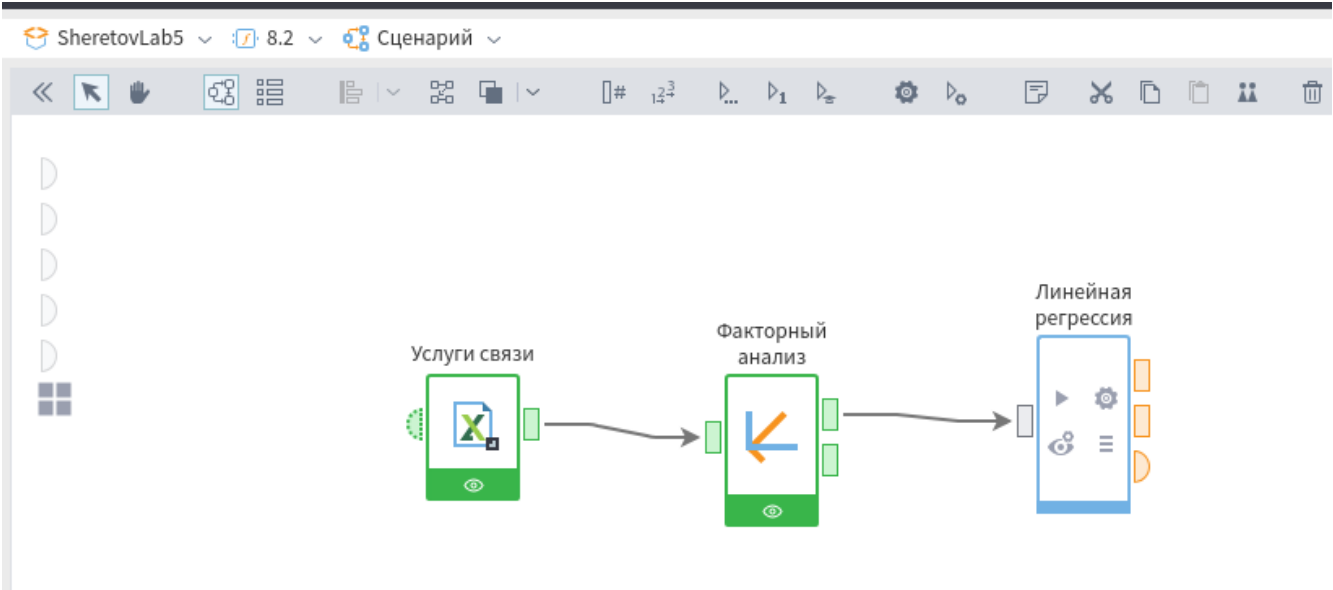 SheretovLab5 8.2 Сценарий
Линейная
регрессия
Факторный
анализ
Услуги связи